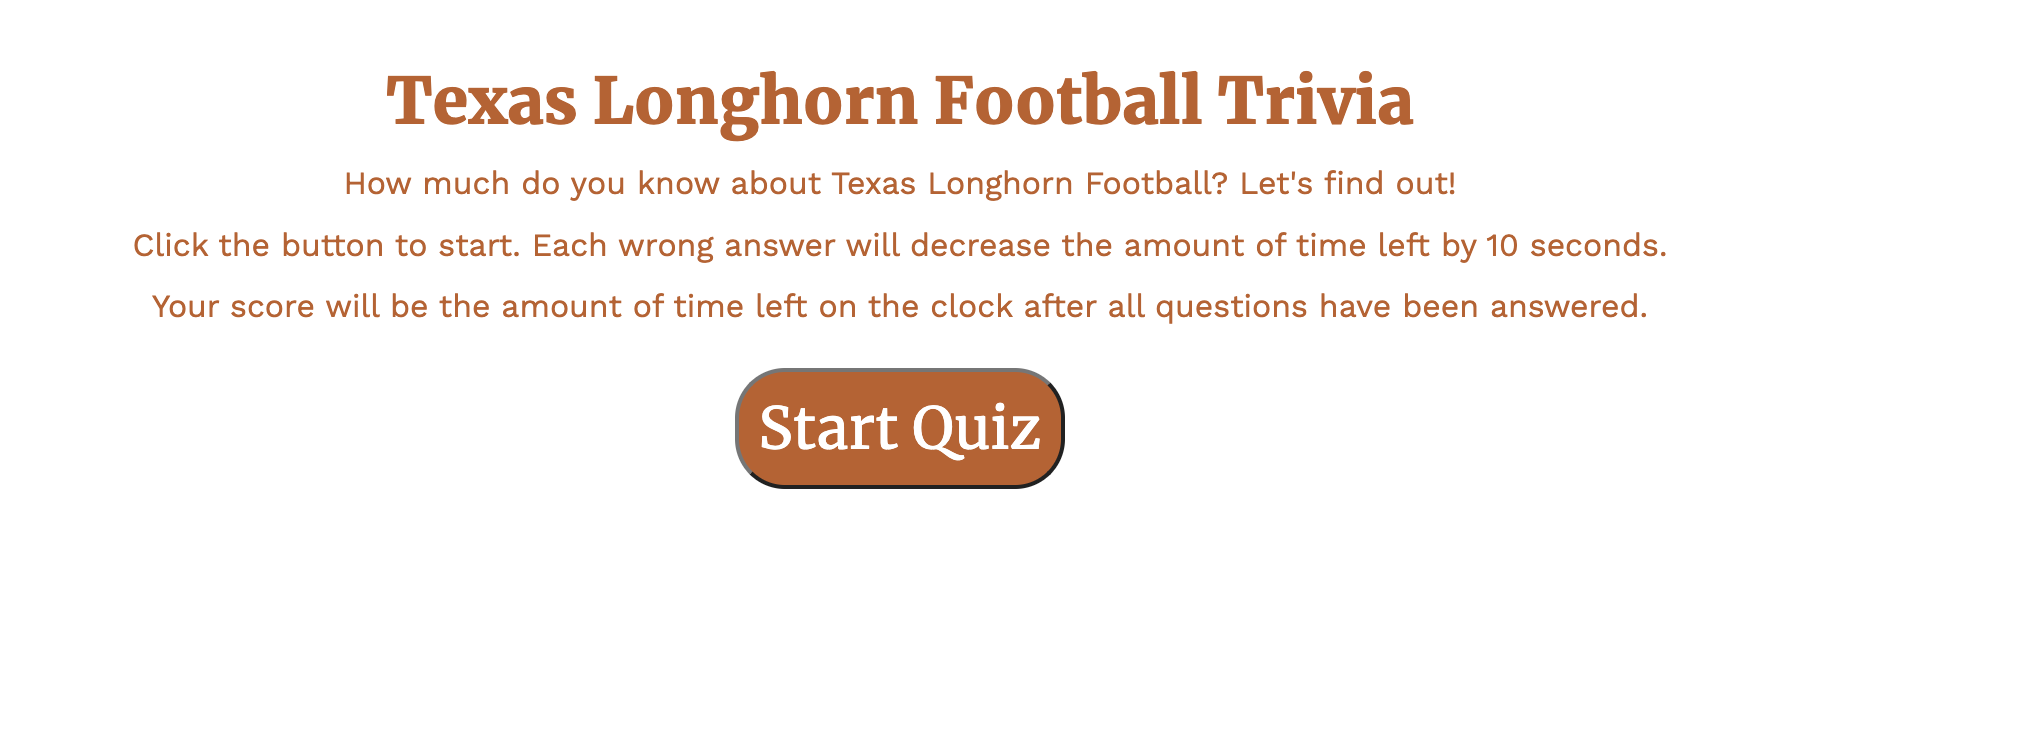 Texas Longhorn Football Trivia
How much do you know about Texas Longhorn Football? Let's find out!
Click the button to start. Each wrong answer will decrease the amount of time left by 10 seconds.
Your score will be the amount of time left on the clock after all questions have been answered.
Start Quiz